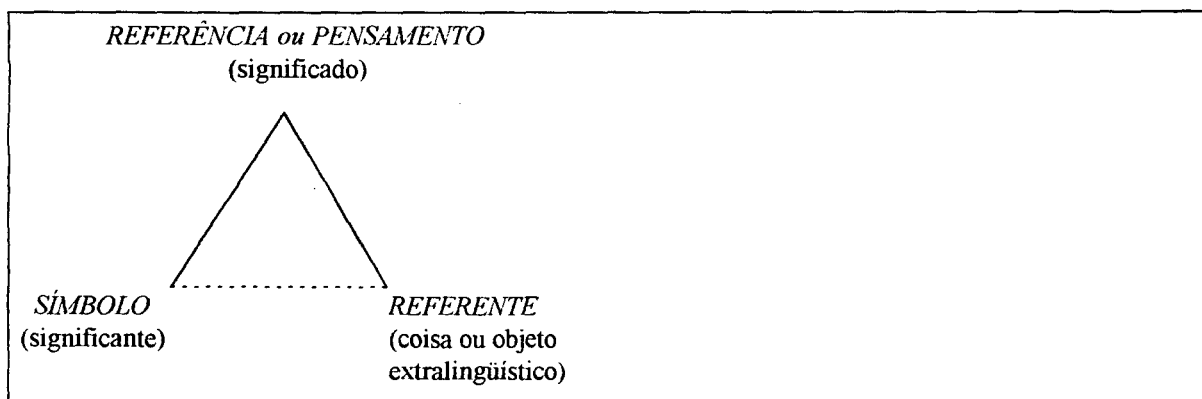 REFERÊNCIA ou PENSAMENTO
(significado)
SÍMBOLO
(significante)
REFERENTE
(coisa ou objeto
extralingüístico)